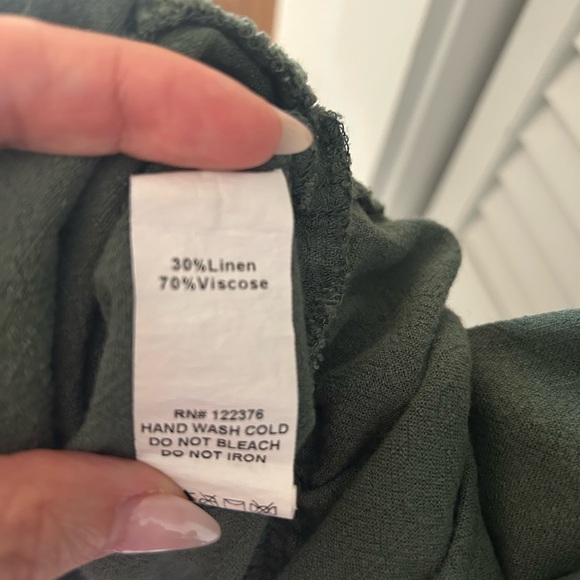 30%Linen
70%Viscose
RN# 122376
HAND WASH COLD
DO NOT BLEACH
DO NOT IRON